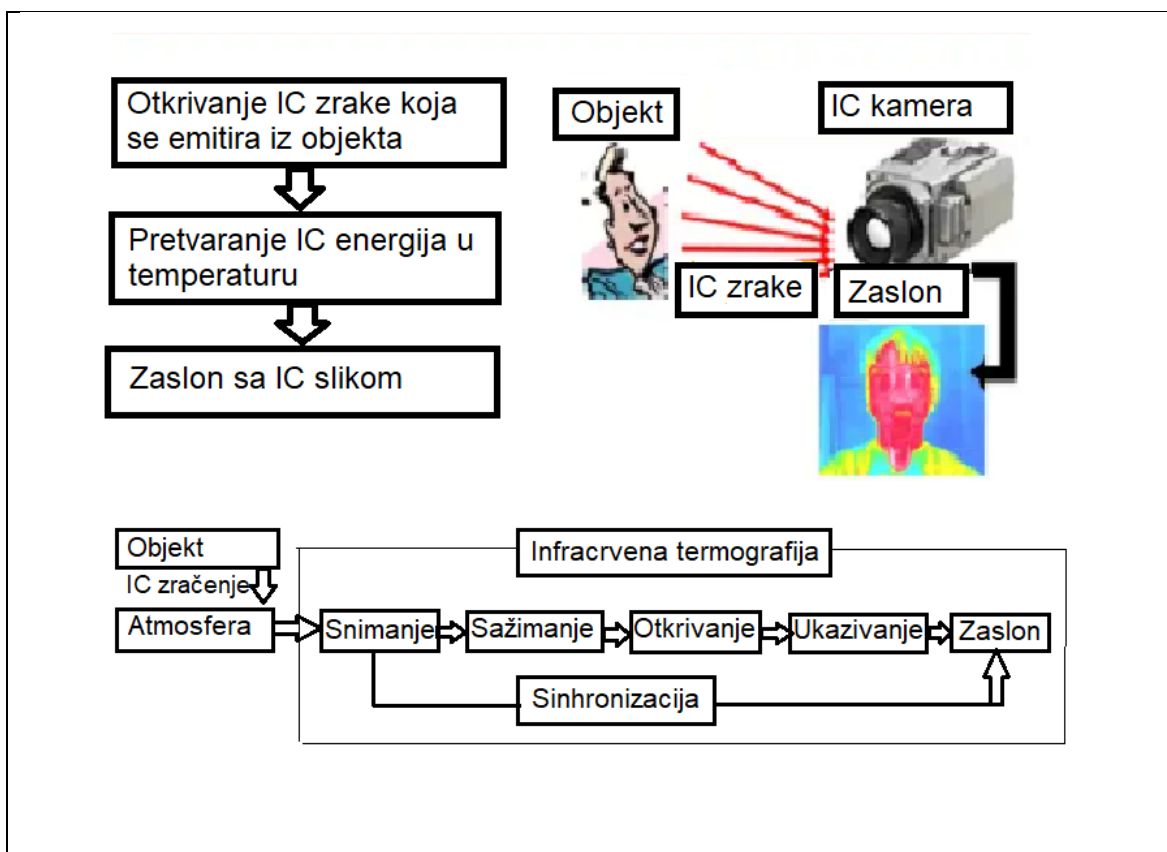 Otkrivanje IC zrake koja
se emitira iz objekta
Pretvaranje IC energija u
temperaturu
Zaslon sa IC slikom
Objekt
IC kamera
IC zrake
Zaslon
Objekt
IC zračenje
Atmosfera
Infracrvena termografija
Snimanje
Sažimanje
Otkrivanje
Ukazivanje
Zaslon
Sinhronizacija